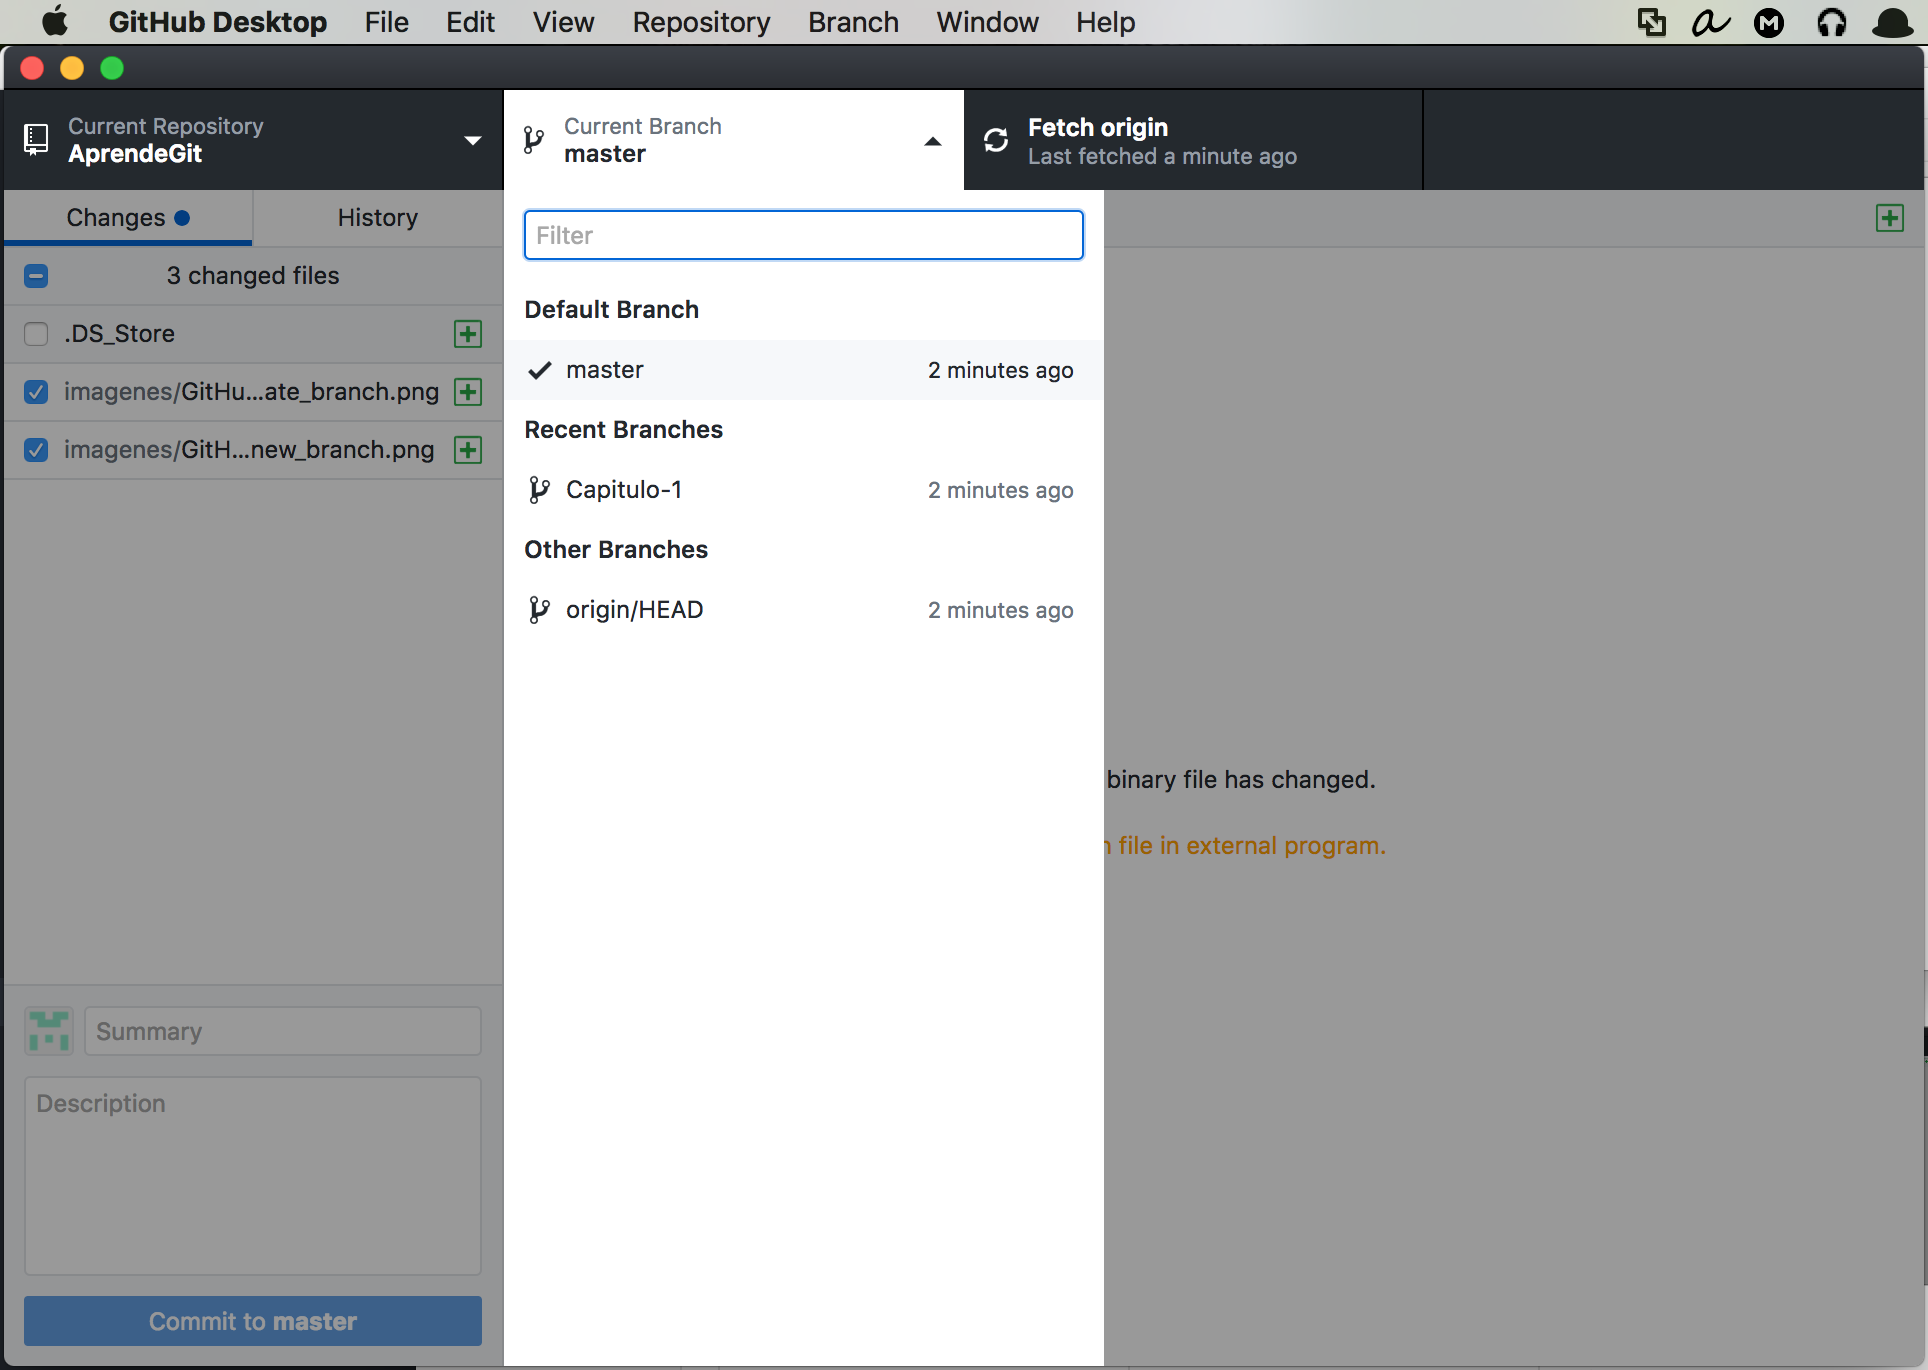 GitHub Desktop File Edit View Repository Branch Window Help
Current Repository
AprendeGit
Current Branch
master
Fetch origin
Last fetched a minute ago
Changes
History
3 changed files
.DS_Store
imagenes/GitHu...ate_branch.png
imagenes/GitH...new_branch.png
Filter
Default Branch
master 2 minutes ago
Recent Branches
Capitulo-1 2 minutes ago
Other Branches
origin/HEAD 2 minutes ago
binary file has changed.
file in external program.
Summary
Description
Commit to master